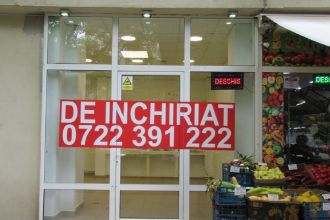 DESCHIS
DESCHIS
DE INCHIRIAT
0722 391 222